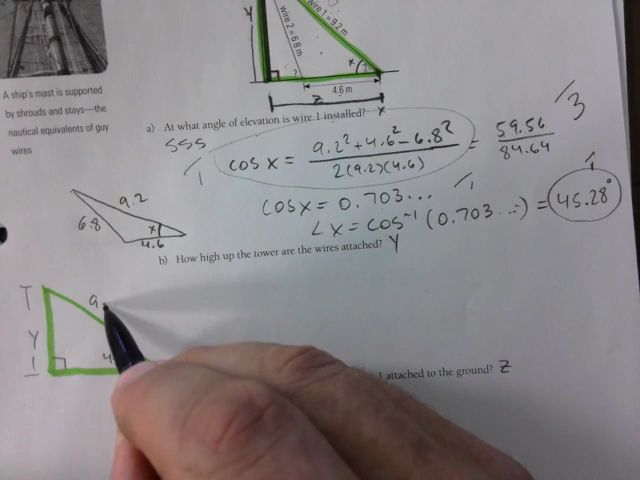 Y
wire 2 = 6.8 m
wire 1 = 9.2 m
x
4.6 m
z
x
A ship's mast is supported
by shrouds and stays—the
nautical equivalents of guy
wires
a) At what angle of elevation is wire 1 installed?
SSS
cos x = 9.2² + 4.6² - 6.8² / 2(9.2)(4.6) = 59.56 / 84.64
/3
/1
cos x = 0.703... /1
∠x = cos⁻¹ (0.703...) = 45.28°
1
9.2
6.8
x
4.6
b) How high up the tower are the wires attached? Y
T
Y
9
4
1 attached to the ground? Z